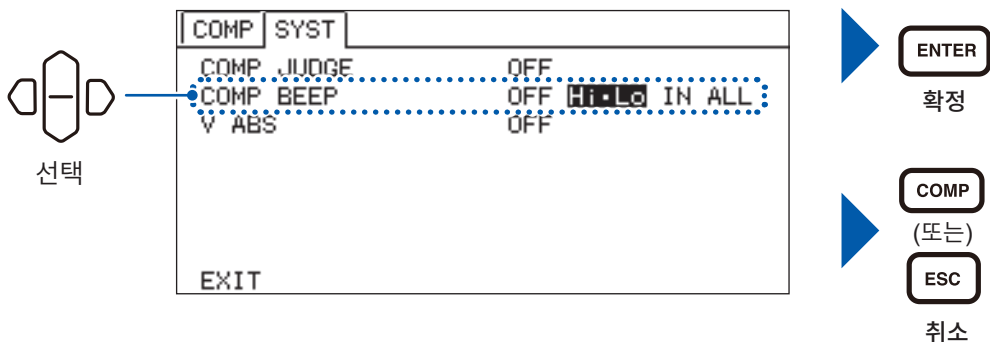 COMP SYST
COMP JUDGE OFF
COMP BEEP OFF Hi•Lo IN ALL
V ABS OFF
EXIT
선택
ENTER
확정
COMP
(또는)
ESC
취소